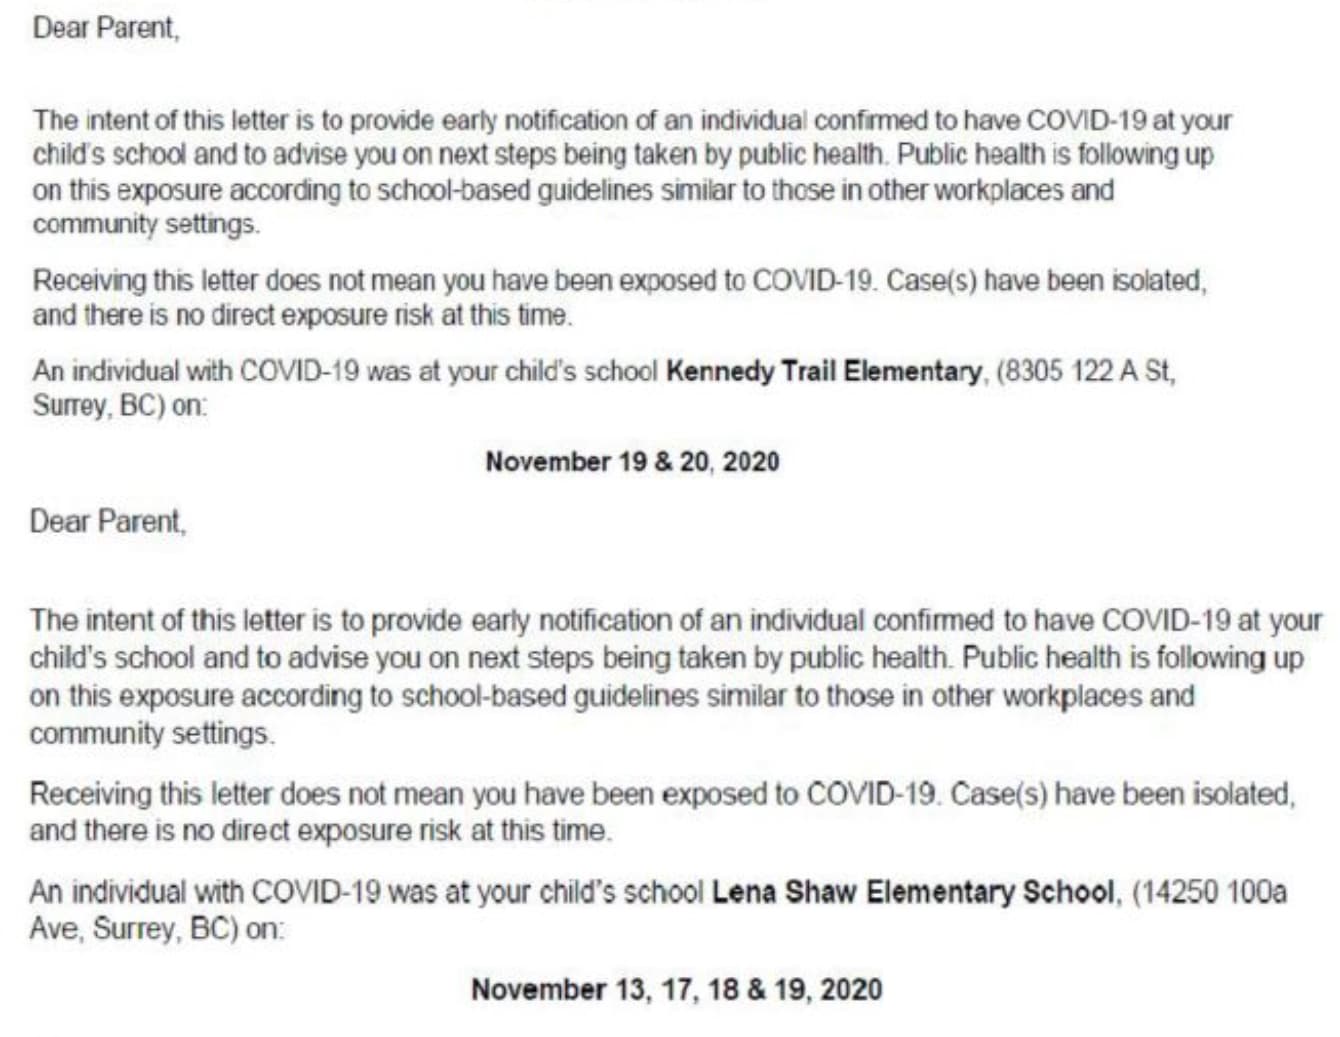 Dear Parent,
The intent of this letter is to provide early notification of an individual confirmed to have COVID-19 at your
child's school and to advise you on next steps being taken by public health. Public health is following up
on this exposure according to school-based guidelines similar to those in other workplaces and
community settings.
Receiving this letter does not mean you have been exposed to COVID-19. Case(s) have been isolated,
and there is no direct exposure risk at this time.
An individual with COVID-19 was at your child's school Kennedy Trail Elementary, (8305 122 A St,
Surrey, BC) on:
November 19 & 20, 2020
Dear Parent,
The intent of this letter is to provide early notification of an individual confirmed to have COVID-19 at your
child's school and to advise you on next steps being taken by public health. Public health is following up
on this exposure according to school-based guidelines similar to those in other workplaces and
community settings.
Receiving this letter does not mean you have been exposed to COVID-19. Case(s) have been isolated,
and there is no direct exposure risk at this time.
An individual with COVID-19 was at your child's school Lena Shaw Elementary School, (14250 100a
Ave, Surrey, BC) on:
November 13, 17, 18 & 19, 2020